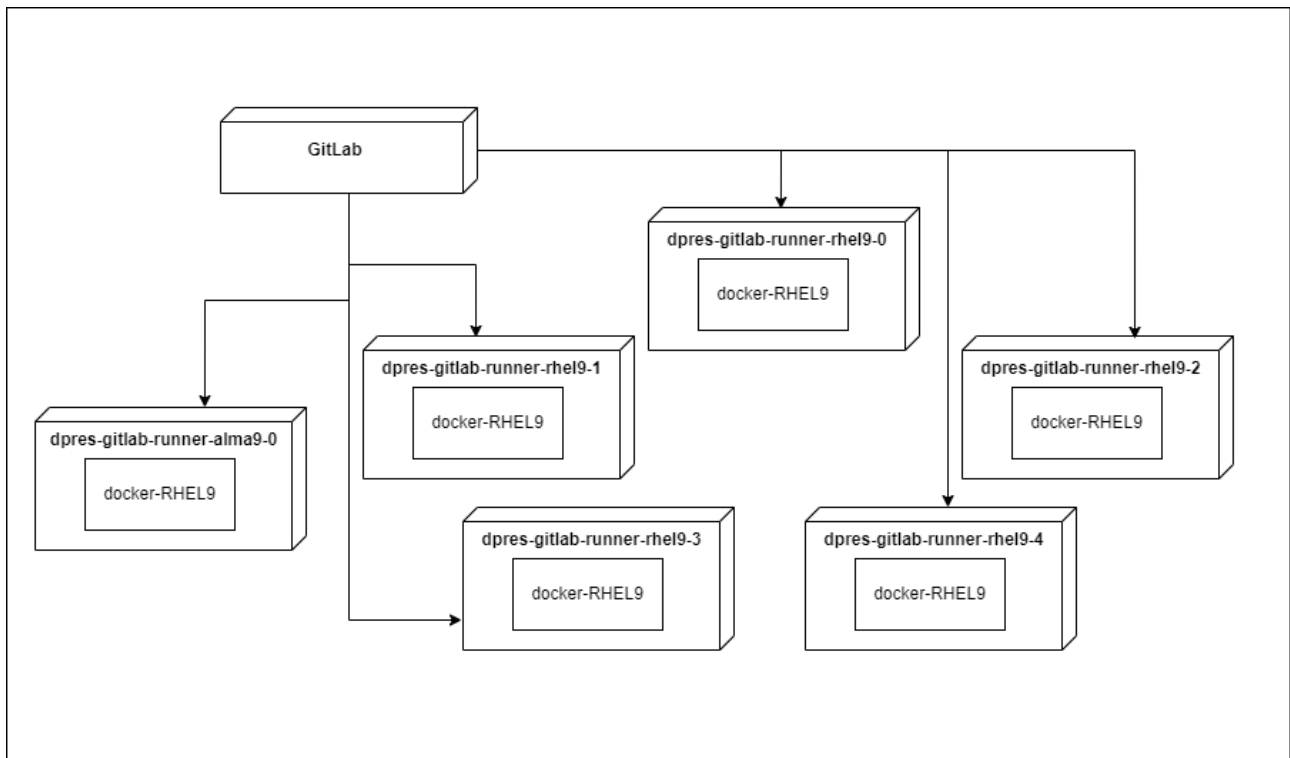 GitLab
dpres-gitlab-runner-rhel9-0
docker-RHEL9
dpres-gitlab-runner-rhel9-1
docker-RHEL9
dpres-gitlab-runner-rhel9-2
docker-RHEL9
dpres-gitlab-runner-alma9-0
docker-RHEL9
dpres-gitlab-runner-rhel9-3
docker-RHEL9
dpres-gitlab-runner-rhel9-4
docker-RHEL9